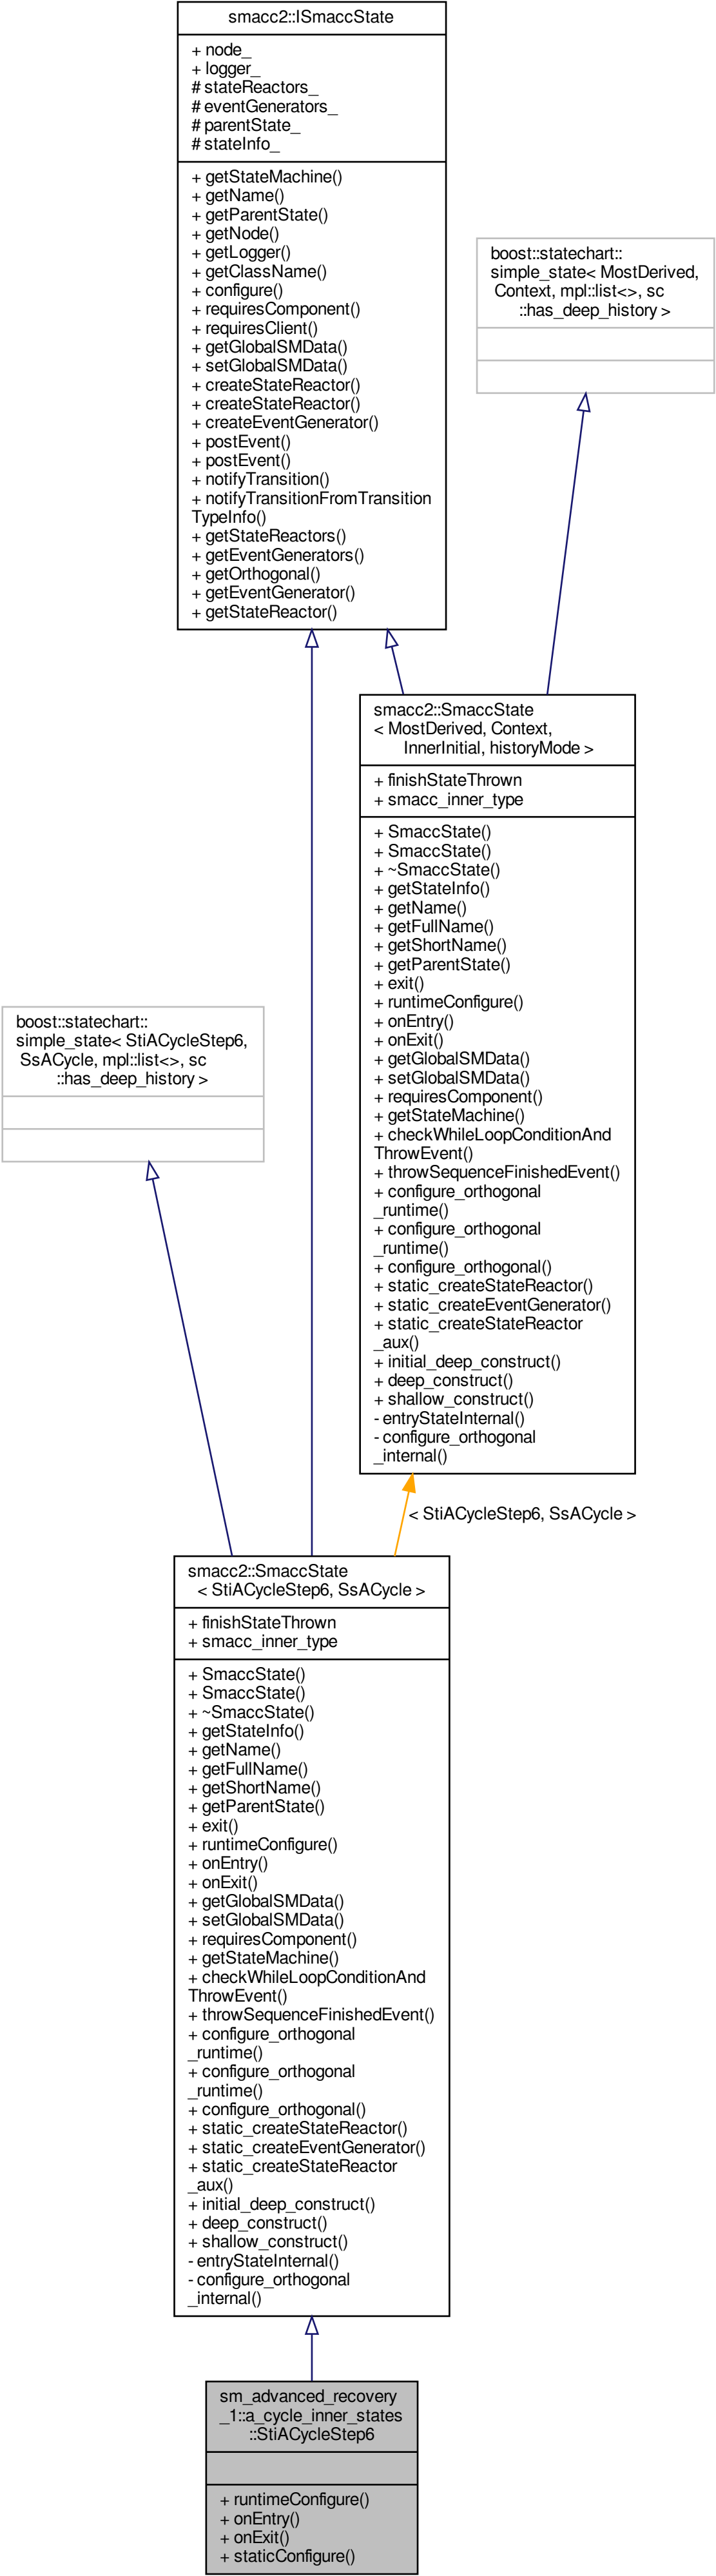 smacc2::ISmaccState
+ node_
+ logger_
# stateReactors_
# eventGenerators_
# parentState_
# stateInfo_
+ getStateMachine()
+ getName()
+ getParentState()
+ getNode()
+ getLogger()
+ getClassName()
+ configure()
+ requiresComponent()
+ requiresClient()
+ getGlobalSMData()
+ setGlobalSMData()
+ createStateReactor()
+ createStateReactor()
+ createEventGenerator()
+ postEvent()
+ postEvent()
+ notifyTransition()
+ notifyTransitionFromTransition
TypeInfo()
+ getStateReactors()
+ getEventGenerators()
+ getOrthogonal()
+ getEventGenerator()
+ getStateReactor()
boost::statechart::
simple_state< MostDerived,
Context, mpl::list<>, sc
::has_deep_history >
smacc2::SmaccState
< MostDerived, Context,
InnerInitial, historyMode >
+ finishStateThrown
+ smacc_inner_type
+ SmaccState()
+ SmaccState()
+ ~SmaccState()
+ getStateInfo()
+ getName()
+ getFullName()
+ getShortName()
+ getParentState()
+ exit()
+ runtimeConfigure()
+ onEntry()
+ onExit()
+ getGlobalSMData()
+ setGlobalSMData()
+ requiresComponent()
+ getStateMachine()
+ checkWhileLoopConditionAnd
ThrowEvent()
+ throwSequenceFinishedEvent()
+ configure_orthogonal
_runtime()
+ configure_orthogonal
_runtime()
+ configure_orthogonal()
+ static_createStateReactor()
+ static_createEventGenerator()
+ static_createStateReactor
_aux()
+ initial_deep_construct()
+ deep_construct()
+ shallow_construct()
- entryStateInternal()
- configure_orthogonal
_internal()
boost::statechart::
simple_state< StiACycleStep6,
SsACycle, mpl::list<>, sc
::has_deep_history >
< StiACycleStep6, SsACycle >
smacc2::SmaccState
< StiACycleStep6, SsACycle >
+ finishStateThrown
+ smacc_inner_type
+ SmaccState()
+ SmaccState()
+ ~SmaccState()
+ getStateInfo()
+ getName()
+ getFullName()
+ getShortName()
+ getParentState()
+ exit()
+ runtimeConfigure()
+ onEntry()
+ onExit()
+ getGlobalSMData()
+ setGlobalSMData()
+ requiresComponent()
+ getStateMachine()
+ checkWhileLoopConditionAnd
ThrowEvent()
+ throwSequenceFinishedEvent()
+ configure_orthogonal
_runtime()
+ configure_orthogonal
_runtime()
+ configure_orthogonal()
+ static_createStateReactor()
+ static_createEventGenerator()
+ static_createStateReactor
_aux()
+ initial_deep_construct()
+ deep_construct()
+ shallow_construct()
- entryStateInternal()
- configure_orthogonal
_internal()
sm_advanced_recovery
_1::a_cycle_inner_states
::StiACycleStep6
+ runtimeConfigure()
+ onEntry()
+ onExit()
+ staticConfigure()